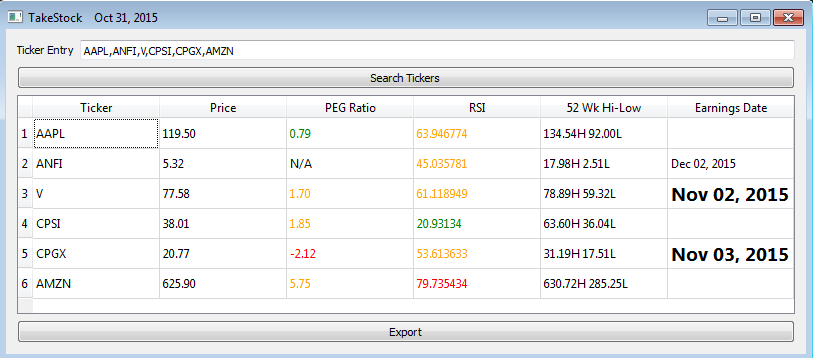 TakeStock Oct 31, 2015
Ticker Entry AAPL,ANFI,V,CPSI,CPGX,AMZN
Search Tickers
Ticker Price PEG Ratio RSI 52 Wk Hi-Low Earnings Date
1 AAPL 119.50 0.79 63.946774 134.54H 92.00L
2 ANFI 5.32 N/A 45.035781 17.98H 2.51L Dec 02, 2015
3 V 77.58 1.70 61.118949 78.89H 59.32L Nov 02, 2015
4 CPSI 38.01 1.85 20.93134 63.60H 36.04L
5 CPGX 20.77 -2.12 53.613633 31.19H 17.51L Nov 03, 2015
6 AMZN 625.90 5.75 79.735434 630.72H 285.25L
Export